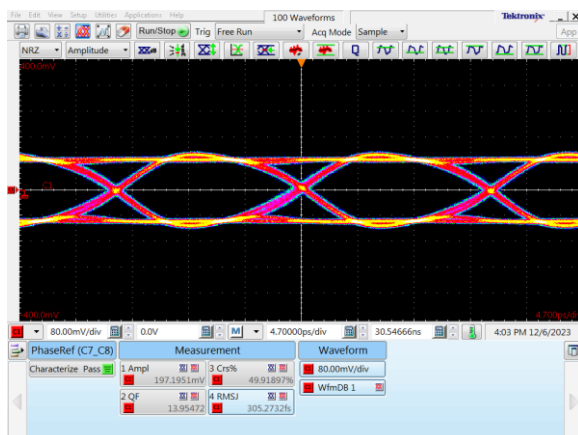 File Edit View Setup Utilities Applications Help
100 Waveforms
Tektronix
Run/Stop Trig Free Run Acq Mode Sample App
NRZ Amplitude Q
400.0mV
C1
-400.0mV
4.700ps/di
C1 80.00mV/div 0.0V M 4.70000ps/div 30.54666ns 4:03 PM 12/6/2023
PhaseRef (C7_C8) Measurement Waveform
Characterize Pass 1 Ampl 3 Crs% 80.00mV/div
197.1951mV 49.91897%
WfmDB 1
2 QF 4 RMSJ
13.95472 305.2732fs